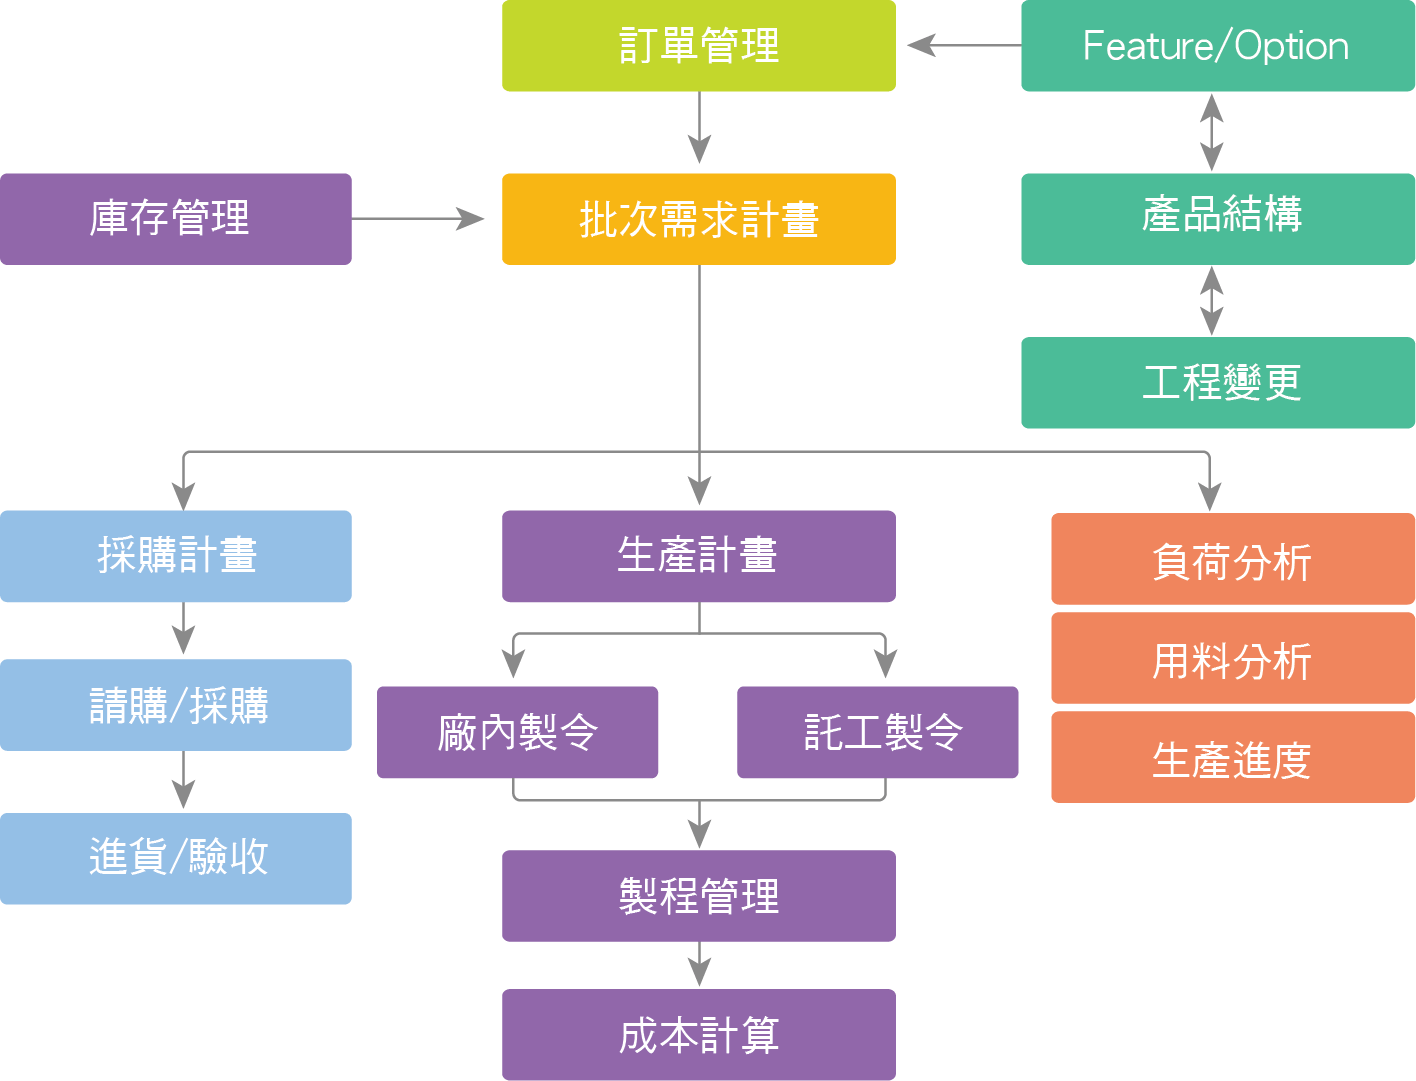 訂單管理
Feature/Option
庫存管理
批次需求計畫
產品結構
工程變更
採購計畫
生產計畫
負荷分析
用料分析
生產進度
請購/採購
廠內製令
託工製令
進貨/驗收
製程管理
成本計算